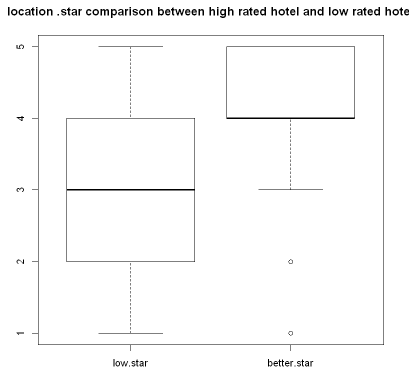 location .star comparison between high rated hotel and low rated hote
5
4
3
2
1
low.star
better.star